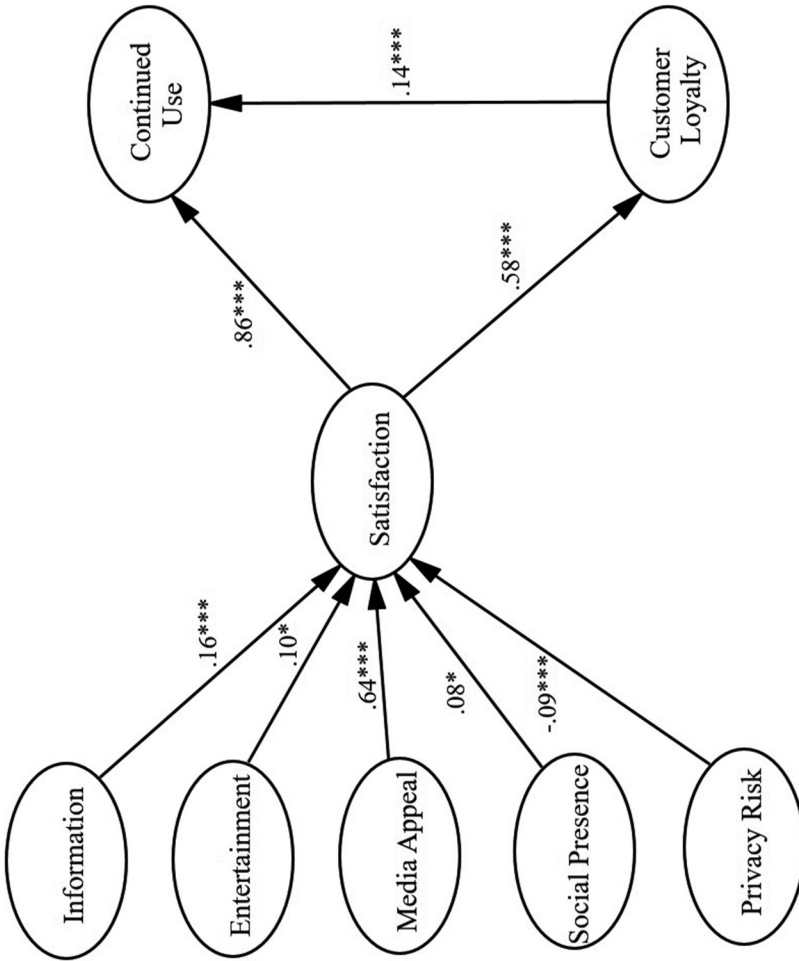 Information
Entertainment
Media Appeal
Social Presence
Privacy Risk
.16***
.10*
.64***
.08*
-.09***
Satisfaction
.86***
.58***
Continued
Use
.14***
Customer
Loyalty